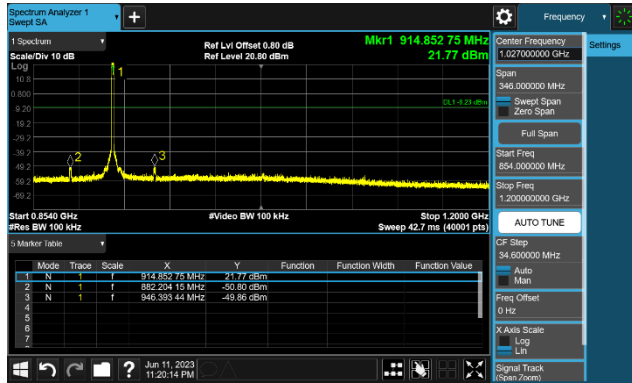 Spectrum Analyzer 1
Swept SA
+
Frequency
1 Spectrum
Scale/Div 10 dB
Ref Lvl Offset 0.80 dB
Ref Level 20.80 dBm
Mkr1 914.852 75 MHz
21.77 dBm
Log
10.8
0.800
-9.20
-19.2
-29.2
-39.2
-49.2
-59.2
-69.2
1
2
3
DL1 -8.23 dBm
Start 0.8540 GHz
#Res BW 100 kHz
#Video BW 100 kHz
Stop 1.2000 GHz
Sweep 42.7 ms (40001 pts)
5 Marker Table
Mode Trace Scale X Y Function Function Width Function Value
1 N 1 f 914.852 75 MHz 21.77 dBm
2 N 1 f 882.204 15 MHz -50.80 dBm
3 N 1 f 946.393 44 MHz -49.86 dBm
4
5
6
7
?
Jun 11, 2023
11:20:14 PM
Center Frequency
1.027000000 GHz
Settings
Span
346.000000 MHz
Swept Span
Zero Span
Full Span
Start Freq
854.000000 MHz
Stop Freq
1.200000000 GHz
AUTO TUNE
CF Step
34.600000 MHz
Auto
Man
Freq Offset
0 Hz
X Axis Scale
Log
Lin
Signal Track
(Span Zoom)